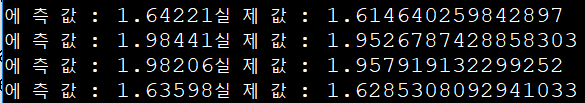 에측값 : 1.64221실제값 : 1.614640259842897
에측값 : 1.98441실제값 : 1.9526787428858303
에측값 : 1.98206실제값 : 1.957919132299252
에측값 : 1.63598실제값 : 1.6285308092941033